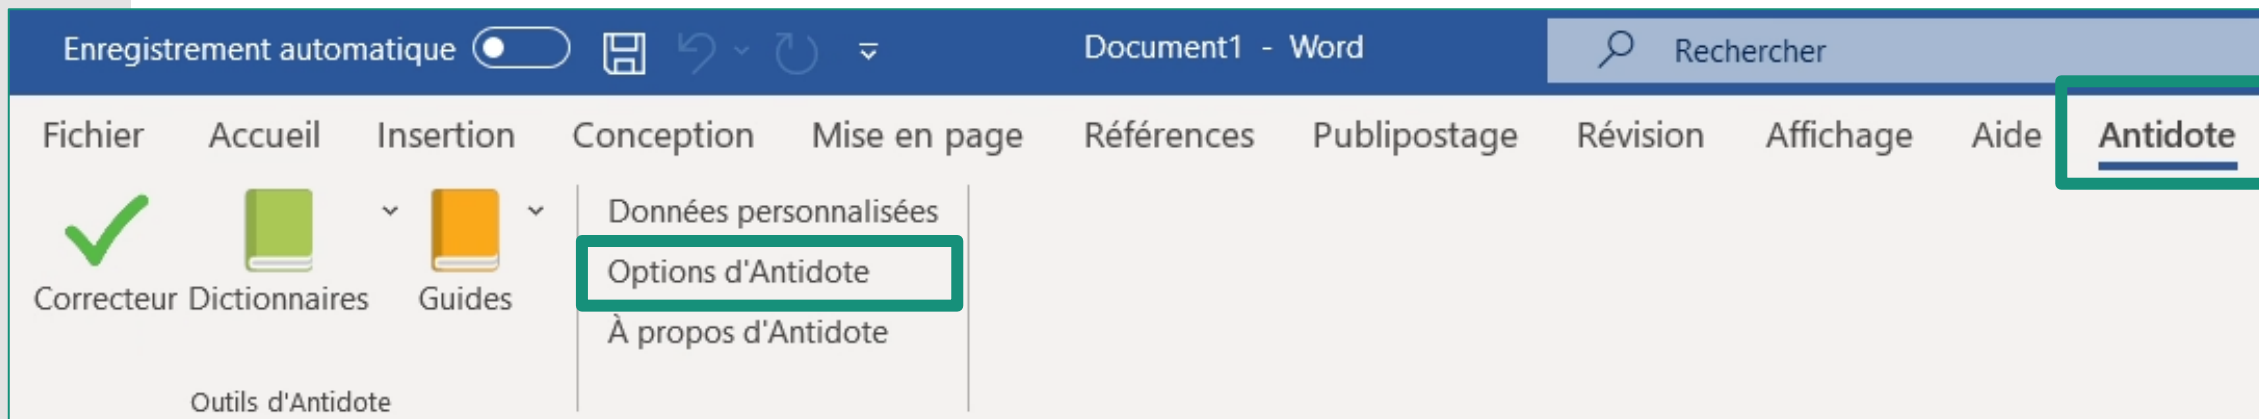 Enregistrement automatique
Document1 - Word
Rechercher
Fichier Accueil Insertion Conception Mise en page Références Publipostage Révision Affichage Aide Antidote
Correcteur Dictionnaires Guides
Données personnalisées
Options d'Antidote
À propos d'Antidote
Outils d'Antidote